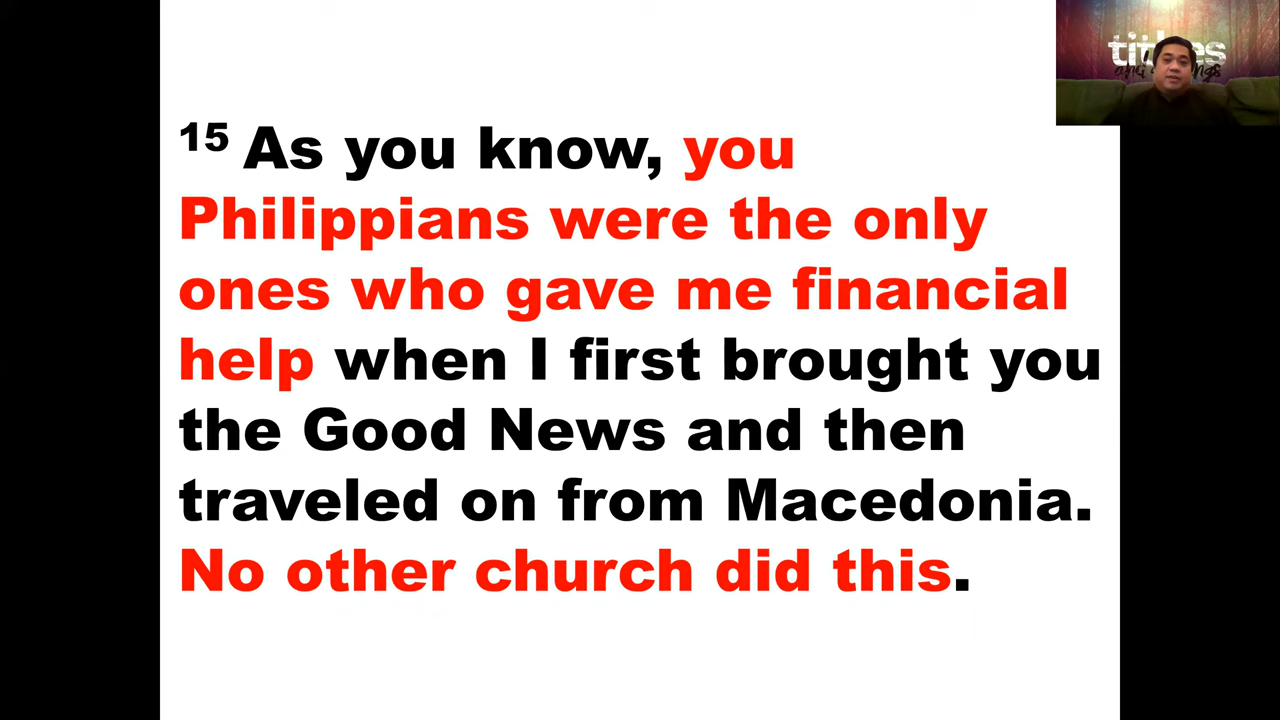 15 As you know, you
Philippians were the only
ones who gave me financial
help when I first brought you
the Good News and then
traveled on from Macedonia.
No other church did this.